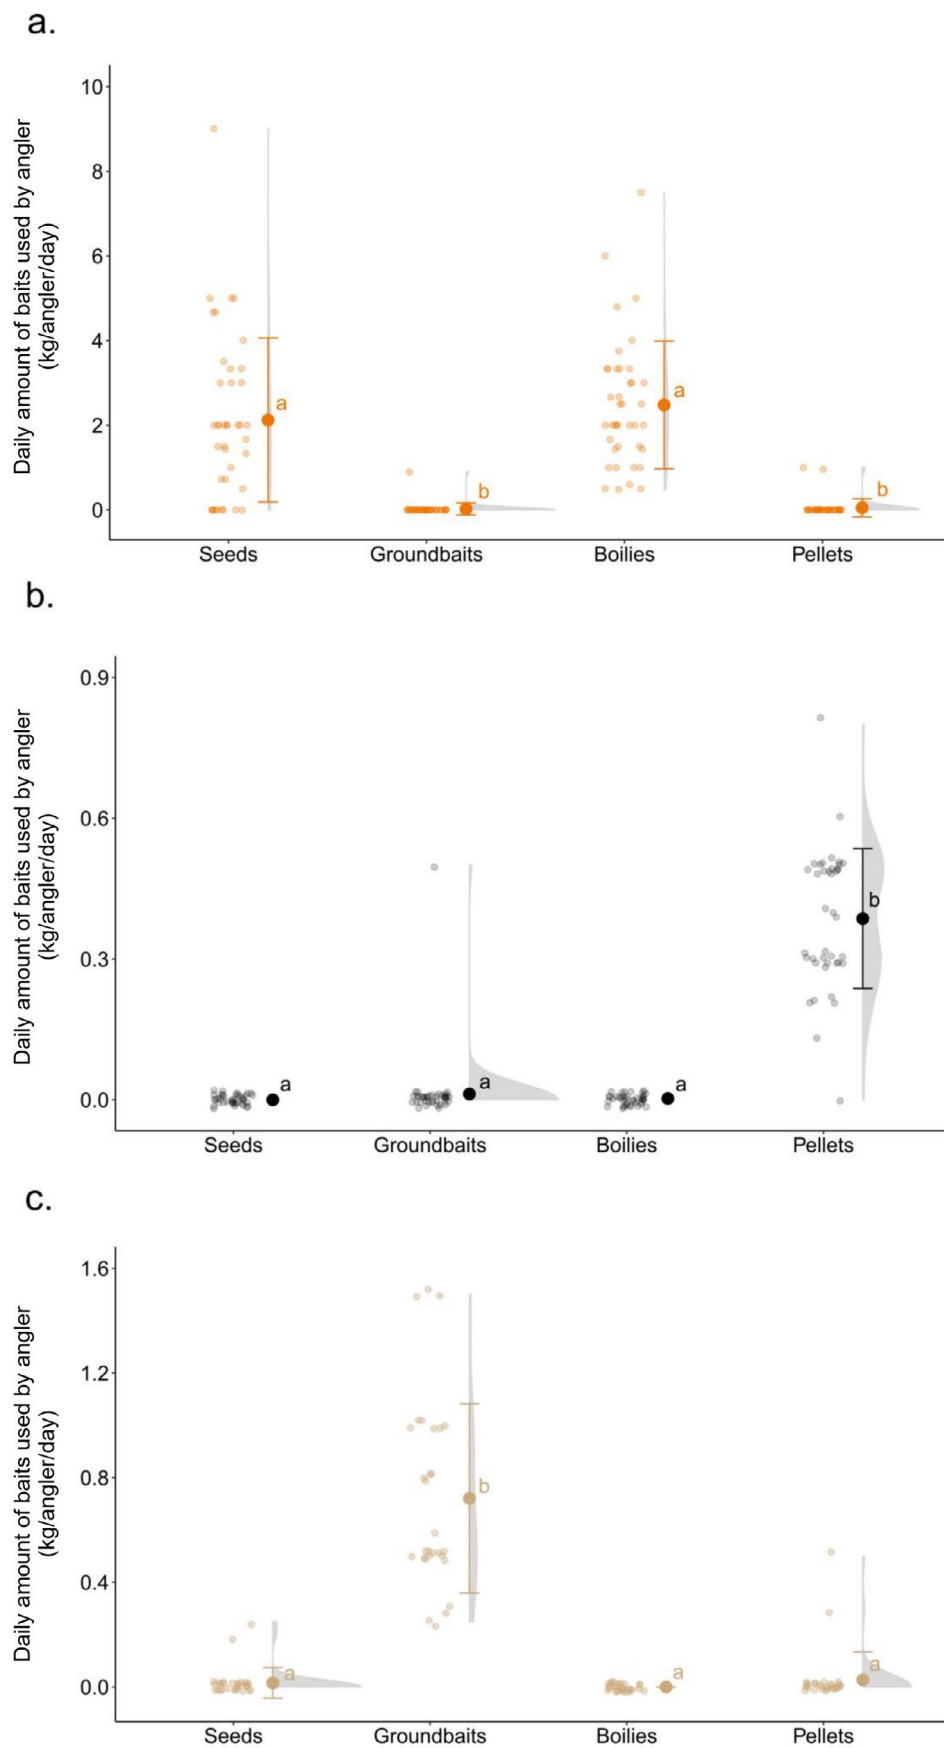 a.
Daily amount of baits used by angler
(kg/angler/day)
10
8
6
4
2
0
a
b
a
b
Seeds Groundbaits Boilies Pellets
b.
Daily amount of baits used by angler
(kg/angler/day)
0.9
0.6
0.3
0.0
a
a
a
b
Seeds Groundbaits Boilies Pellets
c.
Daily amount of baits used by angler
(kg/angler/day)
1.6
1.2
0.8
0.4
0.0
a
b
a
a
Seeds Groundbaits Boilies Pellets